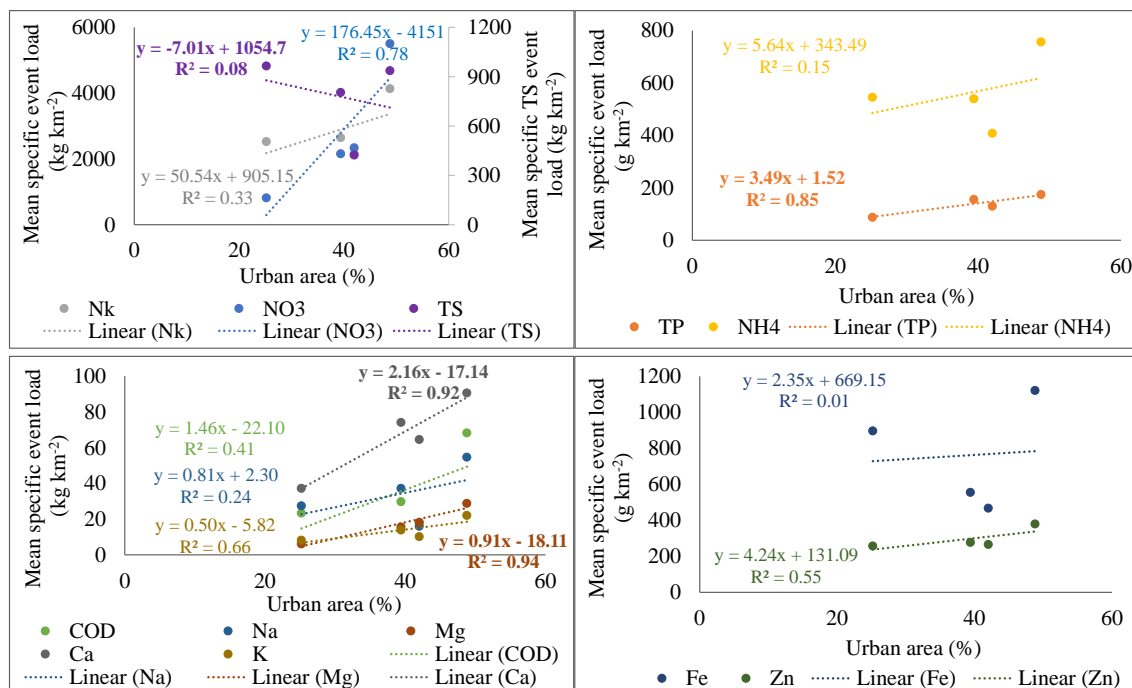 6000
4000
2000
0
1200
900
600
300
0
0
20
40
60
Mean specific event load
(kg km-2)
Mean specific TS event
load (kg km-2)
Urban area (%)
y = -7.01x + 1054.7
R² = 0.08
y = 176.45x - 4151
R² = 0.78
y = 50.54x + 905.15
R² = 0.33
Nk NO3 TS
Linear (Nk) Linear (NO3) Linear (TS)
800
600
400
200
0
0
20
40
60
Mean specific event load
(g km-2)
Urban area (%)
y = 5.64x + 343.49
R² = 0.15
y = 3.49x + 1.52
R² = 0.85
TP NH4 Linear (TP) Linear (NH4)
100
80
60
40
20
0
0
20
40
60
Mean specific event load
(kg km-2)
Urban area (%)
y = 2.16x - 17.14
R² = 0.92
y = 1.46x - 22.10
R² = 0.41
y = 0.81x + 2.30
R² = 0.24
y = 0.50x - 5.82
R² = 0.66
y = 0.91x - 18.11
R² = 0.94
COD Na Mg
Ca K Linear (COD)
Linear (Na) Linear (Mg) Linear (Ca)
1200
1000
800
600
400
200
0
0
20
40
60
Mean specific event load
(g km-2)
Urban area (%)
y = 2.35x + 669.15
R² = 0.01
y = 4.24x + 131.09
R² = 0.55
Fe Zn Linear (Fe) Linear (Zn)